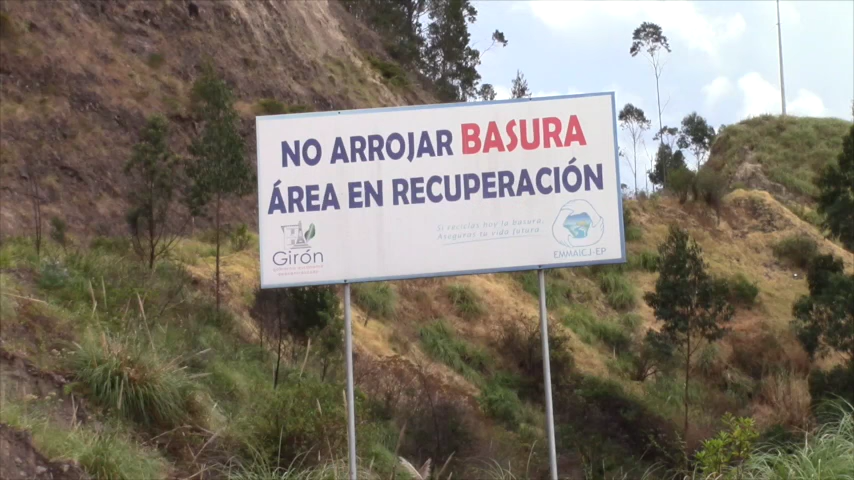 NO ARROJAR BASURA
ÁREA EN RECUPERACIÓN
Si reciclas hoy la basura,
Aseguras tu vida futura
Girón
EMMAICJ-EP